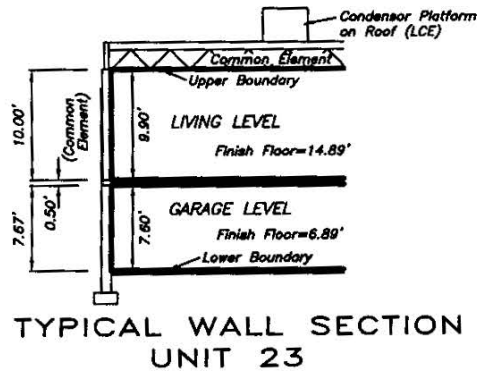 Condensor Platform
on Roof (LCE)
Common Element
Upper Boundary
10.00'
(Common
Element)
9.90'
LIVING LEVEL
Finish Floor=14.89'
7.67'
0.50'
7.60'
GARAGE LEVEL
Finish Floor=6.89'
Lower Boundary
TYPICAL WALL SECTION
UNIT 23